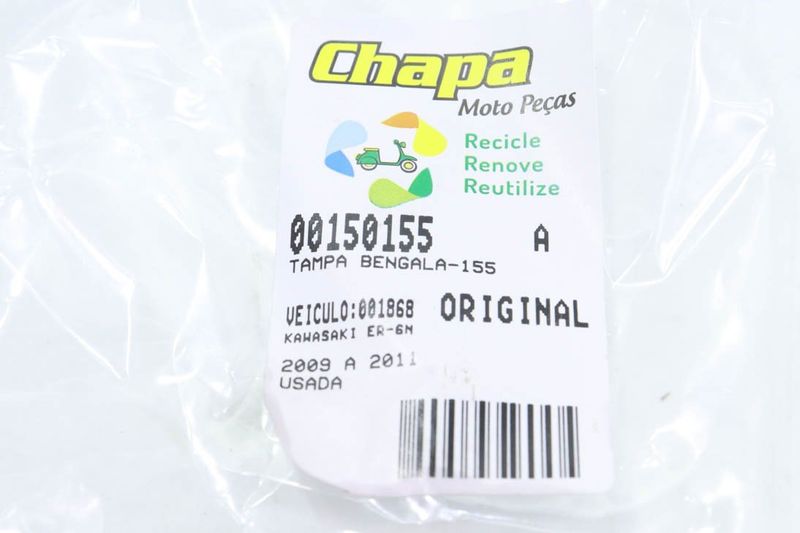 Chapa
Moto Peças
Recicle
Renove
Reutilize
00150155 A
TAMPA BENGALA-155
VEICULO:001868 ORIGINAL
KAWASAKI ER-6N
2009 A 2011
USADA